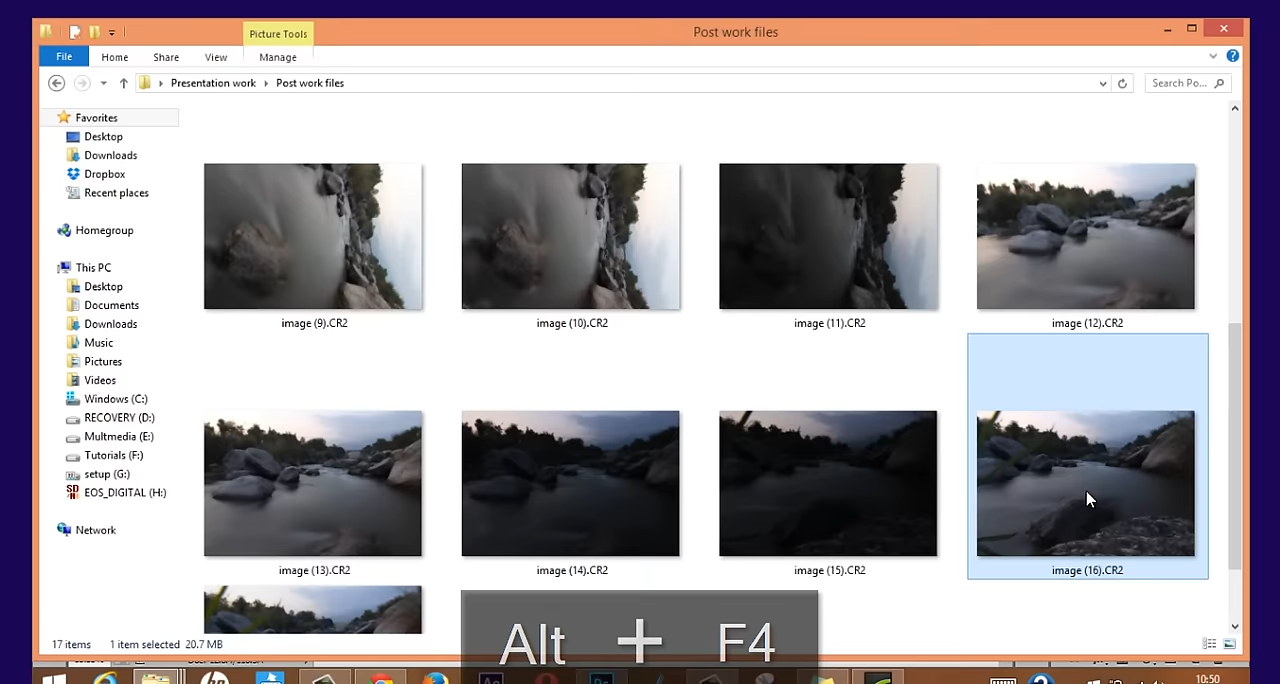 Picture Tools
Post work files
File
Home
Share
View
Manage
Presentation work
Post work files
Search Po...
Favorites
Desktop
Downloads
Dropbox
Recent places
Homegroup
This PC
Desktop
Documents
Downloads
Music
Pictures
Videos
Windows (C:)
RECOVERY (D:)
Multmedia (E:)
Tutorials (F:)
setup (G:)
EOS_DIGITAL (H:)
Network
image (9).CR2
image (10).CR2
image (11).CR2
image (12).CR2
image (13).CR2
image (14).CR2
image (15).CR2
image (16).CR2
17 items
1 item selected 20.7 MB
Alt + F4
10:50